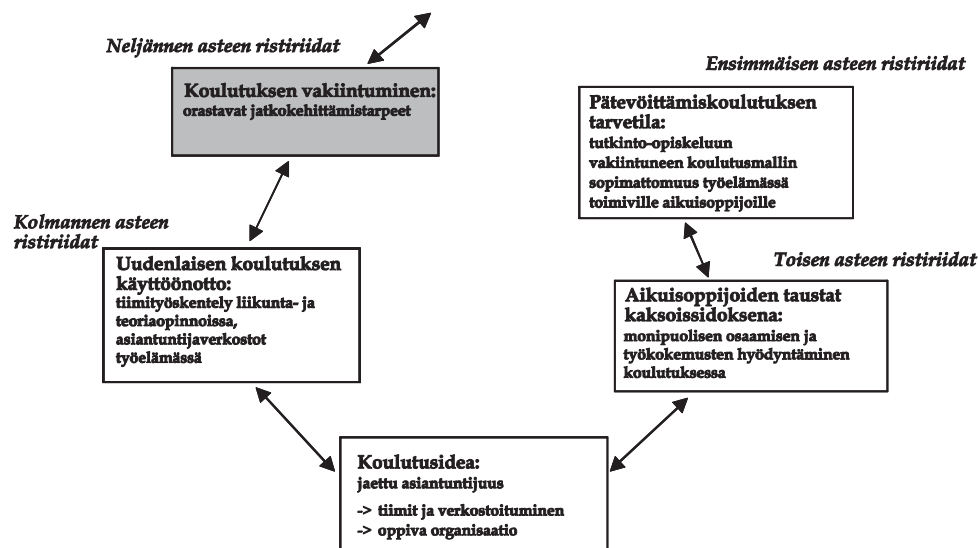 Neljännen asteen ristiriidat
Koulutuksen vakiintuminen:
orastavat jatkokehittämistarpeet
Ensimmäisen asteen ristiriidat
Pätevöittämiskoulutuksen
tarvetila:
tutkinto-opiskeluun
vakiintuneen koulutusmallin
sopimattomuus työelämässä
toimiville aikuisoppijoille
Kolmannen asteen
ristiriidat
Uudenlaisen koulutuksen
käyttöönotto:
tiimityöskentely liikunta- ja
teoriaopinnoissa,
asiantuntijaverkostot
työelämässä
Toisen asteen ristiriidat
Aikuisoppijoiden taustat
kaksoissidoksena:
monipuolisen osaamisen ja
työkokemusten hyödyntäminen
koulutuksessa
Koulutusidea:
jaettu asiantuntijuus
-> tiimit ja verkostoituminen
-> oppiva organisaatio